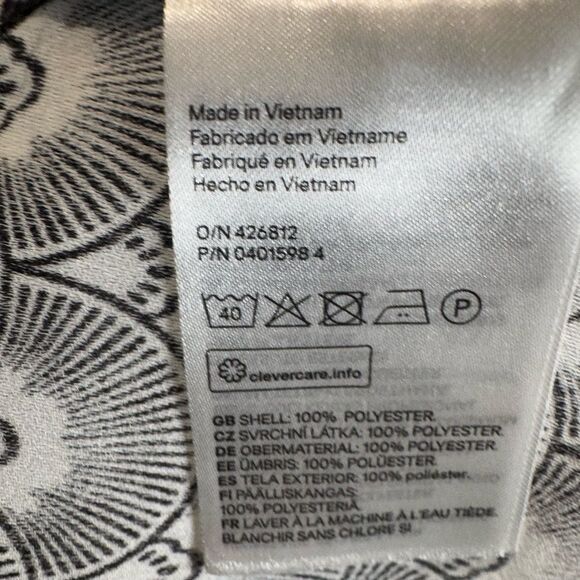 Made in Vietnam
Fabricado em Vietname
Fabriqué en Vietnam
Hecho en Vietnam
O/N 426812
P/N 0401598 4
40 P
clevercare.info
GB SHELL: 100% POLYESTER.
CZ SVRCHNÍ LÁTKA: 100% POLYESTER.
DE OBERMATERIAL: 100% POLYESTER.
EE ÜMBRIS: 100% POLÜESTER.
ES TELA EXTERIOR: 100% poliéster.
FI PÄÄLLISKANGAS:
100% POLYESTERIÄ.
FR LAVER À LA MACHINE À L'EAU TIÈDE.
BLANCHIR SANS CHLORE SI